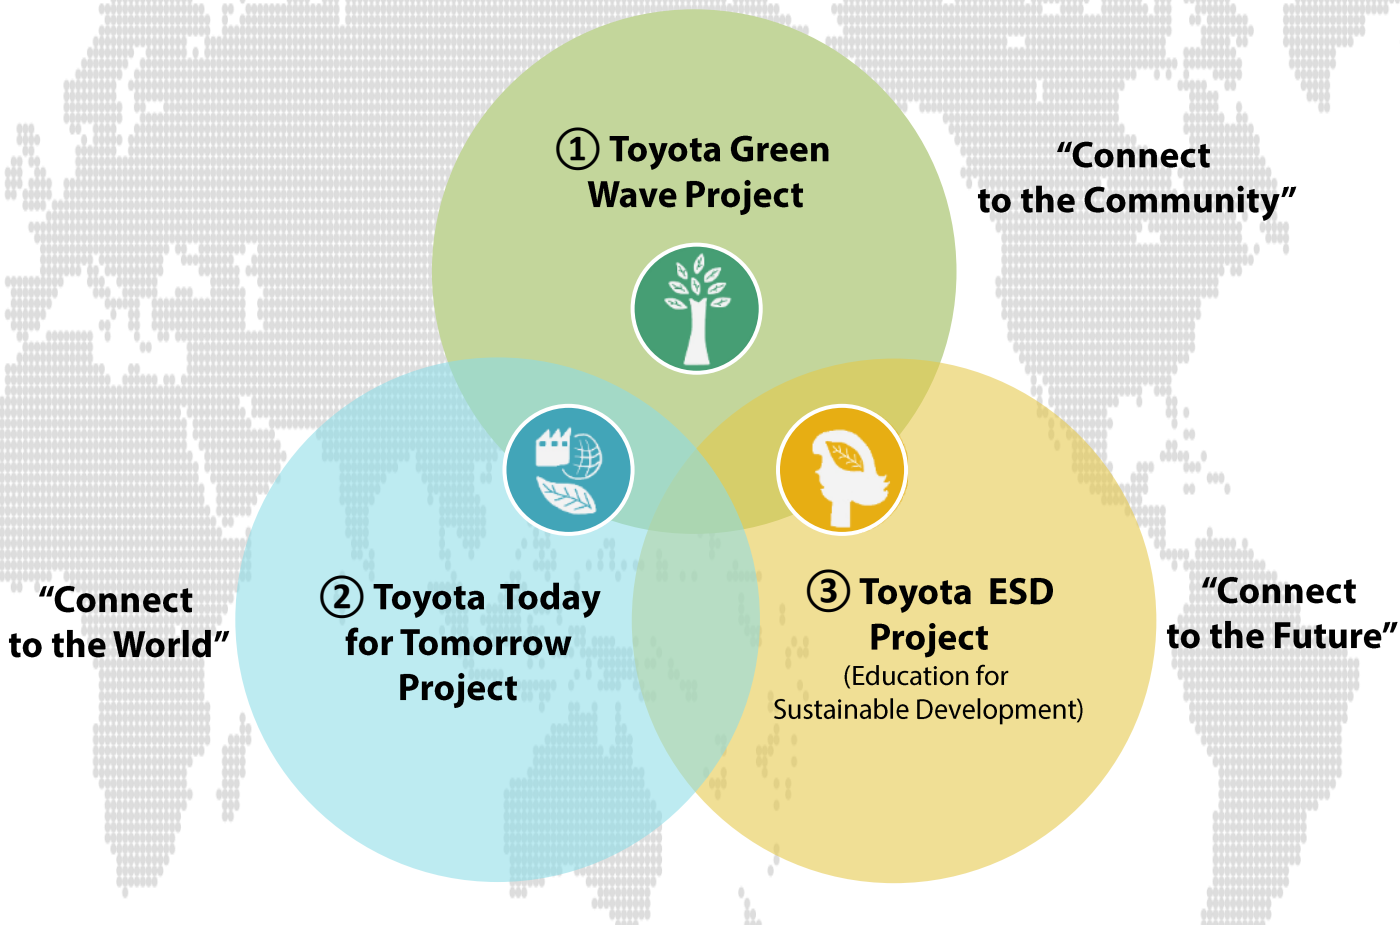 ① Toyota Green
Wave Project
“Connect
to the Community”
② Toyota Today
for Tomorrow
Project
“Connect
to the World”
③ Toyota ESD
Project
(Education for
Sustainable Development)
“Connect
to the Future”